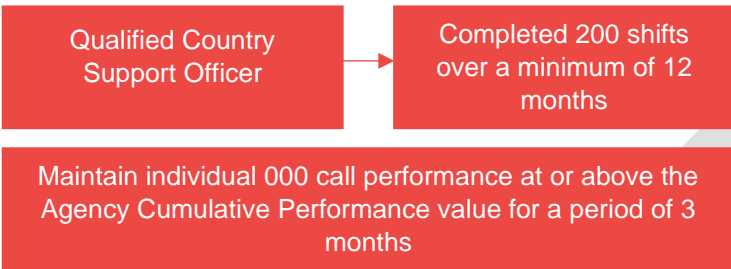 Qualified Country
Support Officer
Completed 200 shifts
over a minimum of 12
months
Maintain individual 000 call performance at or above the
Agency Cumulative Performance value for a period of 3
months